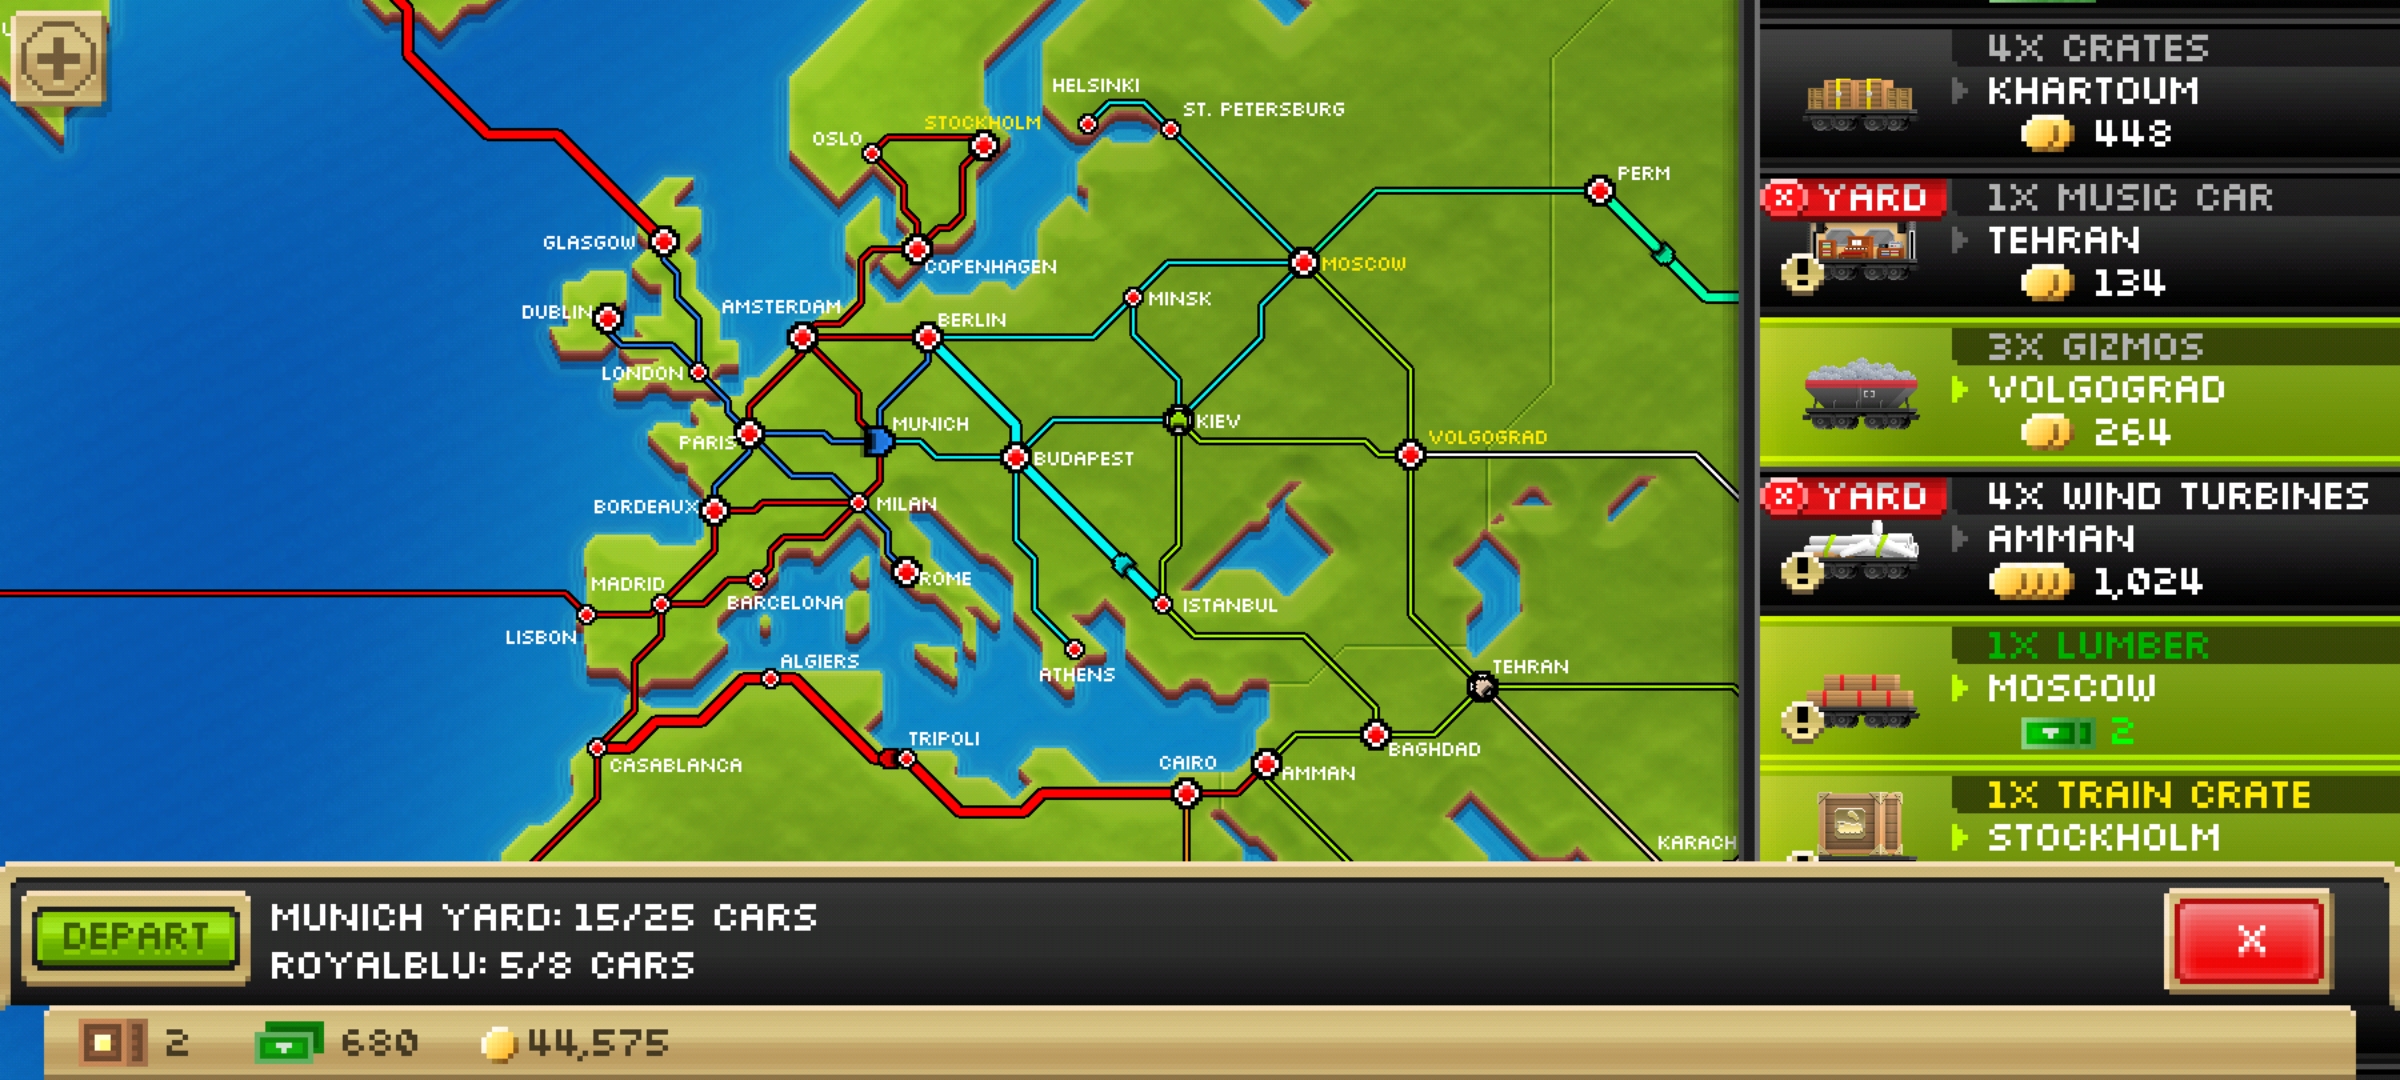 HELSINKI
ST. PETERSBURG
STOCKHOLM
OSLO
PERM
GLASGOW
COPENHAGEN
MOSCOW
MINSK
DUBLIN
AMSTERDAM
BERLIN
LONDON
MUNICH
KIEV
PARIS
BUDAPEST
VOLGOGRAD
BORDEAUX
MILAN
MADRID
ROME
BARCELONA
ISTANBUL
LISBON
ALGIERS
ATHENS
TEHRAN
TRIPOLI
CASABLANCA
CAIRO
BAGHDAD
AMMAN
KARACH
4X CRATES
KHARTOUM
448
YARD
1X MUSIC CAR
TEHRAN
134
3X GIZMOS
VOLGOGRAD
264
YARD
4X WIND TURBINES
AMMAN
1,024
1X LUMBER
MOSCOW
2
1X TRAIN CRATE
STOCKHOLM
DEPART
MUNICH YARD: 15/25 CARS
ROYALBLU: 5/8 CARS
X
2
680
44,575